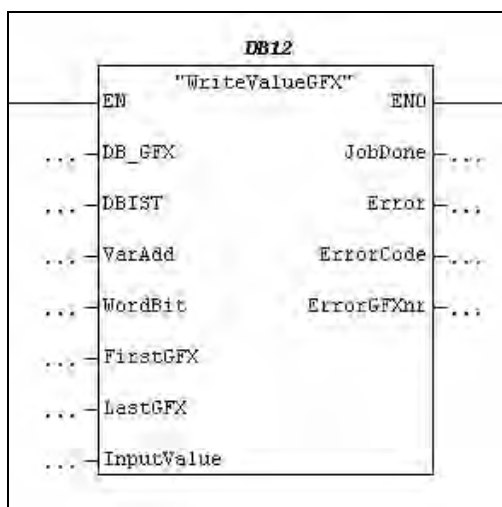 DB12
"WriteValueGFX"
EN ENO
... DB_GFX JobDone ...
... DBIST Error ...
... VarAdd ErrorCode ...
... WordBit ErrorGFXnr ...
... FirstGFX
... LastGFX
... InputValue